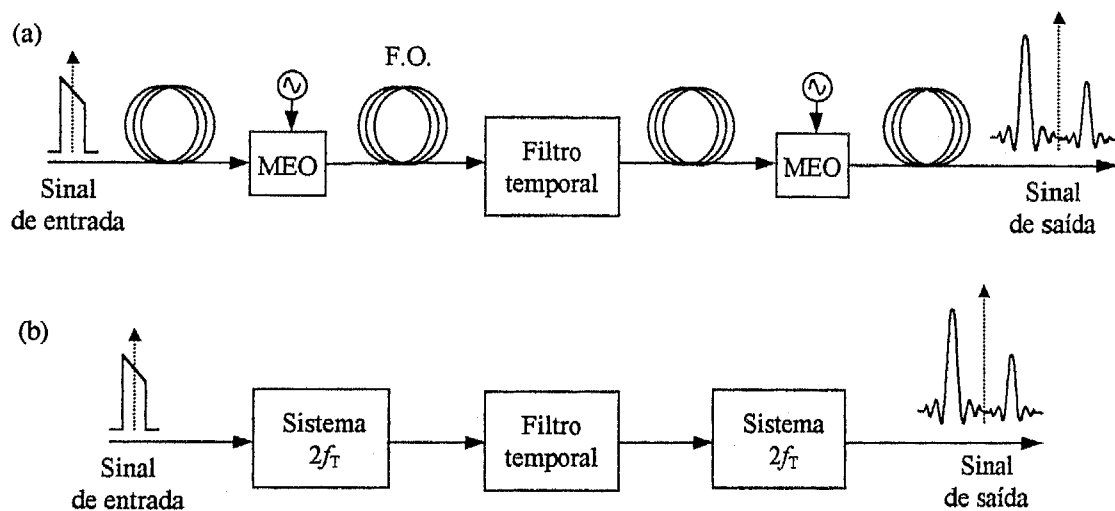 (a)
F.O.
MEO
Filtro
temporal
MEO
Sinal
de entrada
Sinal
de saída
(b)
Sistema
2fT
Filtro
temporal
Sistema
2fT
Sinal
de entrada
Sinal
de saída